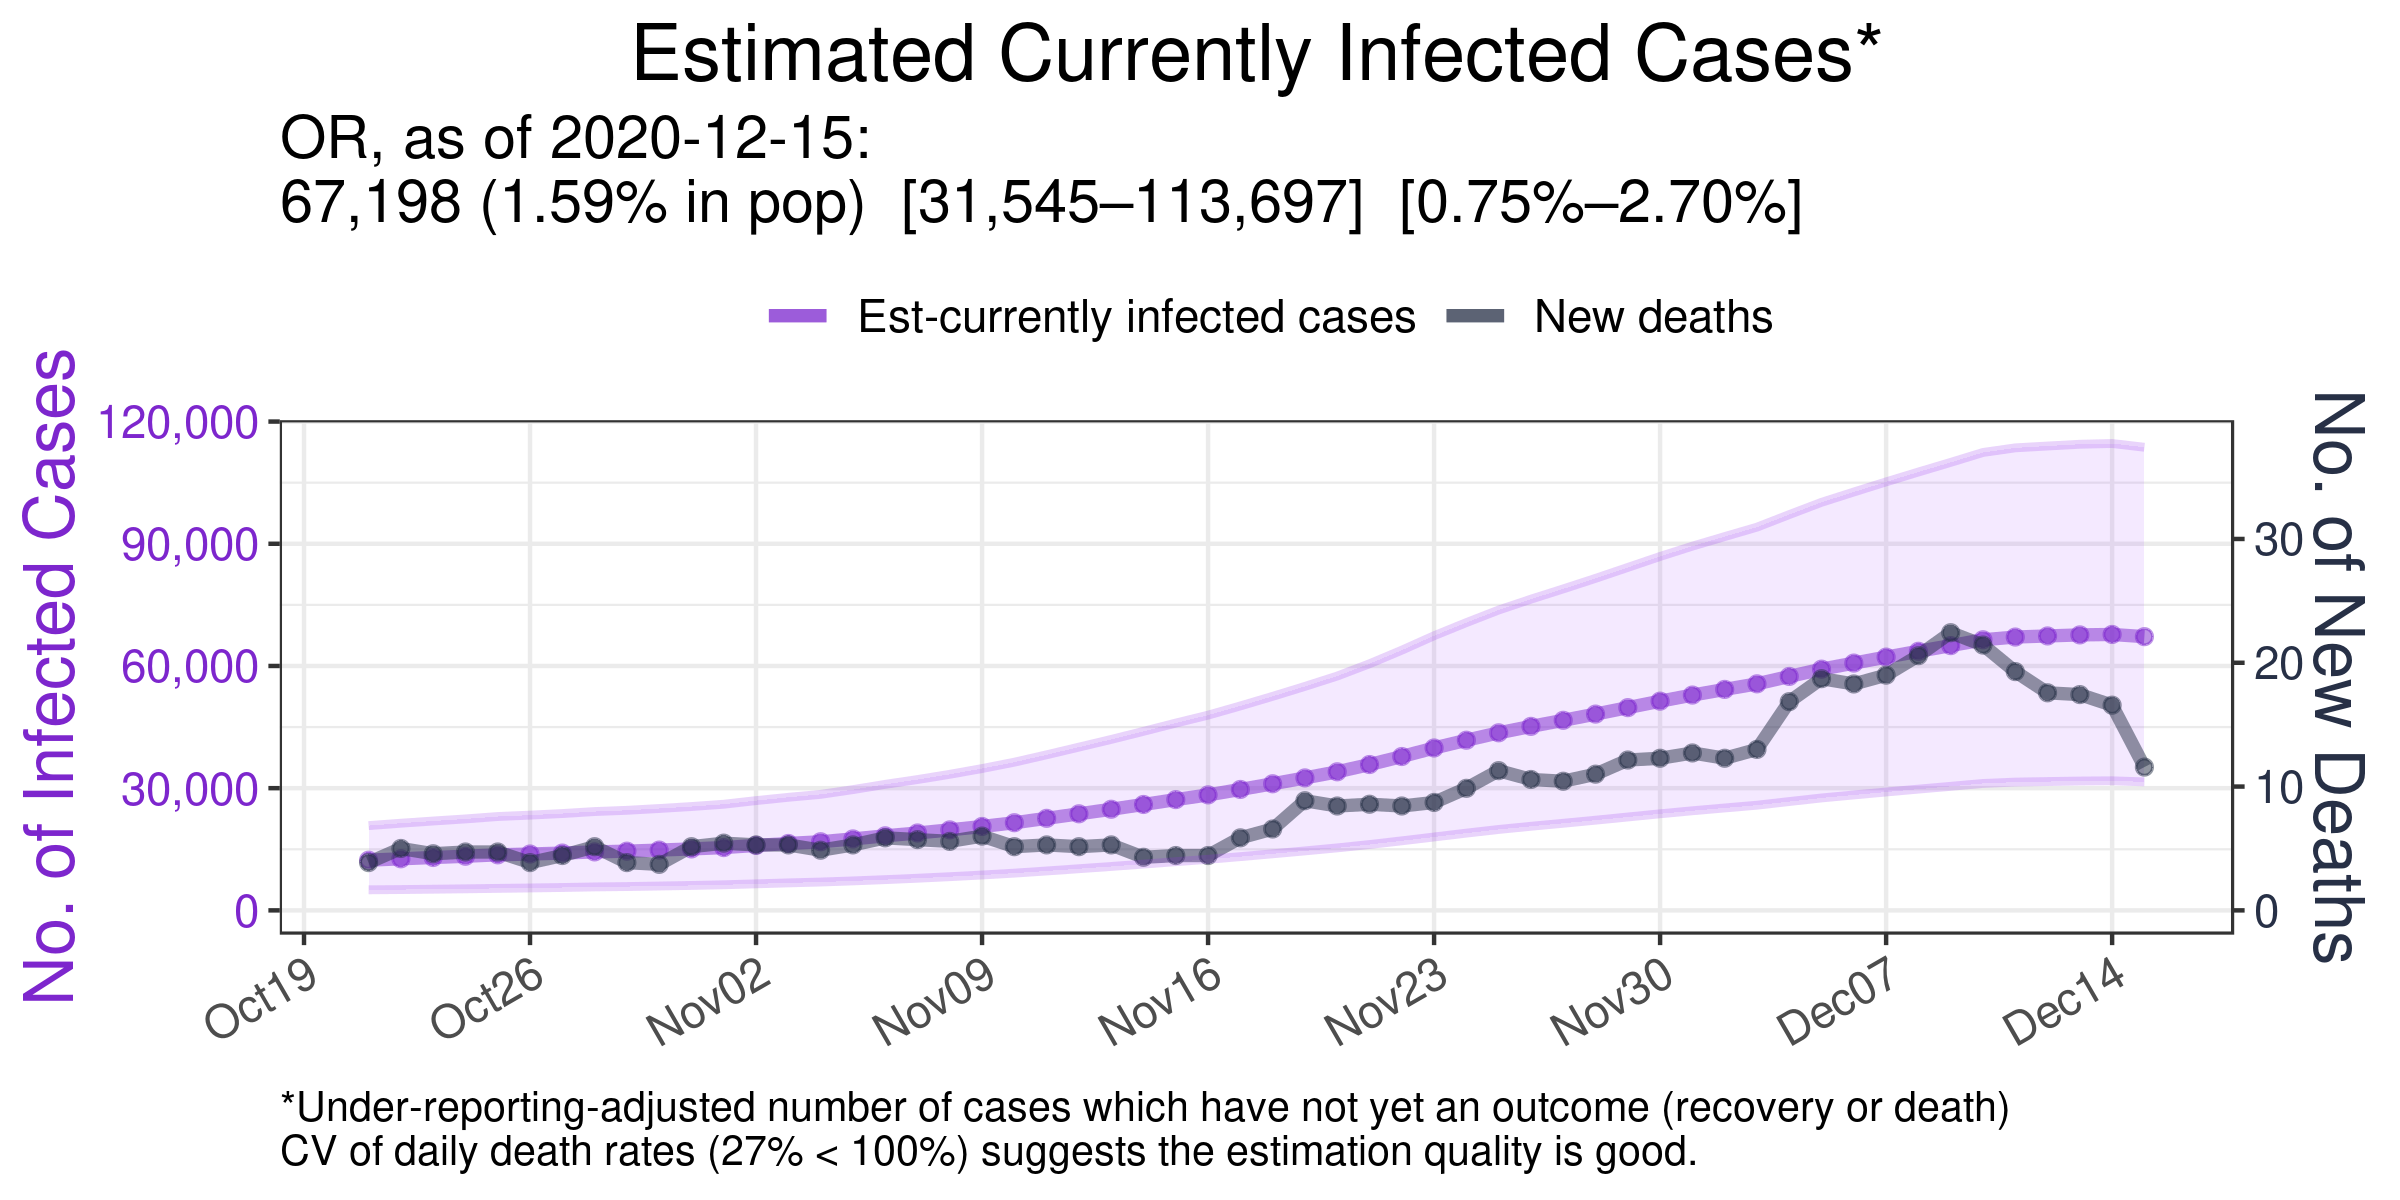 Estimated Currently Infected Cases*
OR, as of 2020-12-15:
67,198 (1.59% in pop)  [31,545–113,697]  [0.75%–2.70%]
Est-currently infected cases
New deaths
No. of Infected Cases
120,000
90,000
60,000
30,000
0
No. of New Deaths
30
20
10
0
Oct19
Oct26
Nov02
Nov09
Nov16
Nov23
Nov30
Dec07
Dec14
*Under-reporting-adjusted number of cases which have not yet an outcome (recovery or death)
CV of daily death rates (27% < 100%) suggests the estimation quality is good.